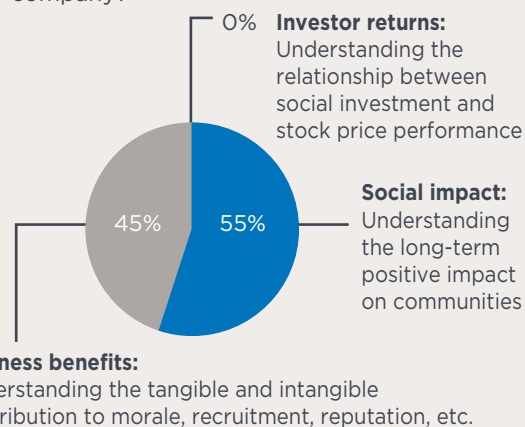 company?
0% Investor returns:
Understanding the
relationship between
social investment and
stock price performance
45%
55%
Social impact:
Understanding
the long-term
positive impact
on communities
ness benefits:
erstanding the tangible and intangible
ribution to morale, recruitment, reputation, etc.